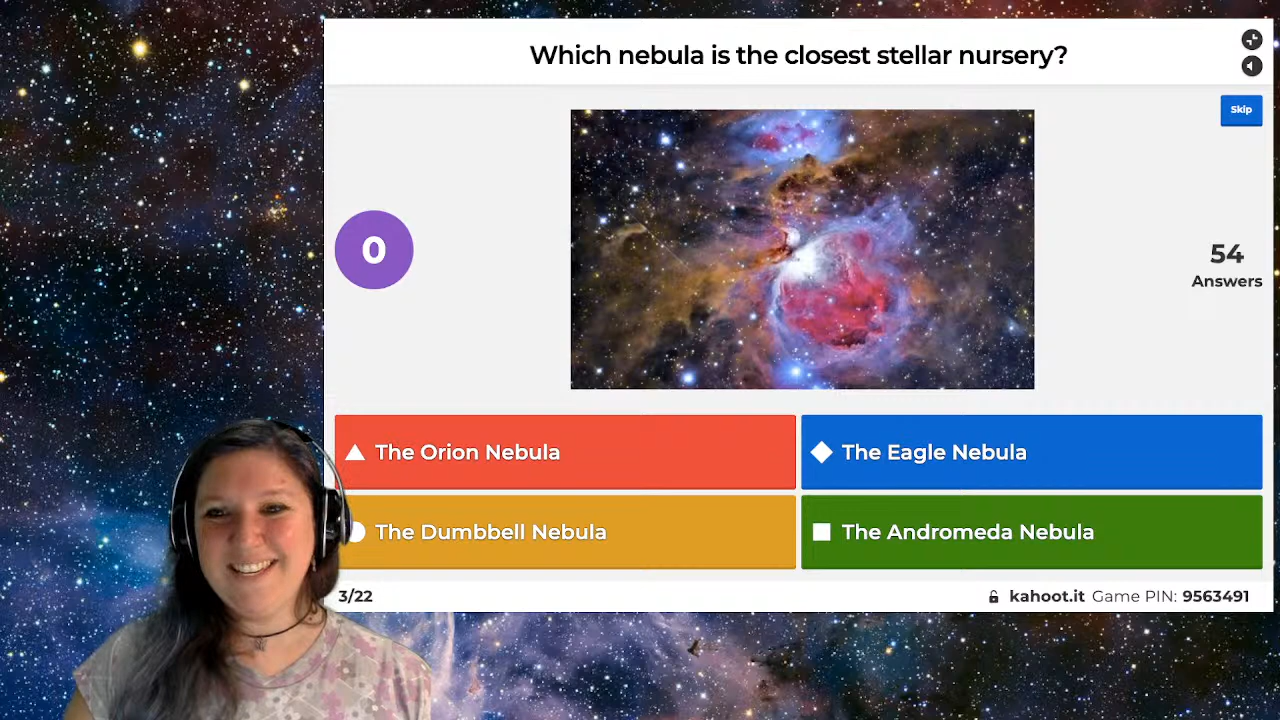 Which nebula is the closest stellar nursery?
Skip
0
54
Answers
The Orion Nebula
The Eagle Nebula
The Dumbbell Nebula
The Andromeda Nebula
3/22
kahoot.it Game PIN: 9563491